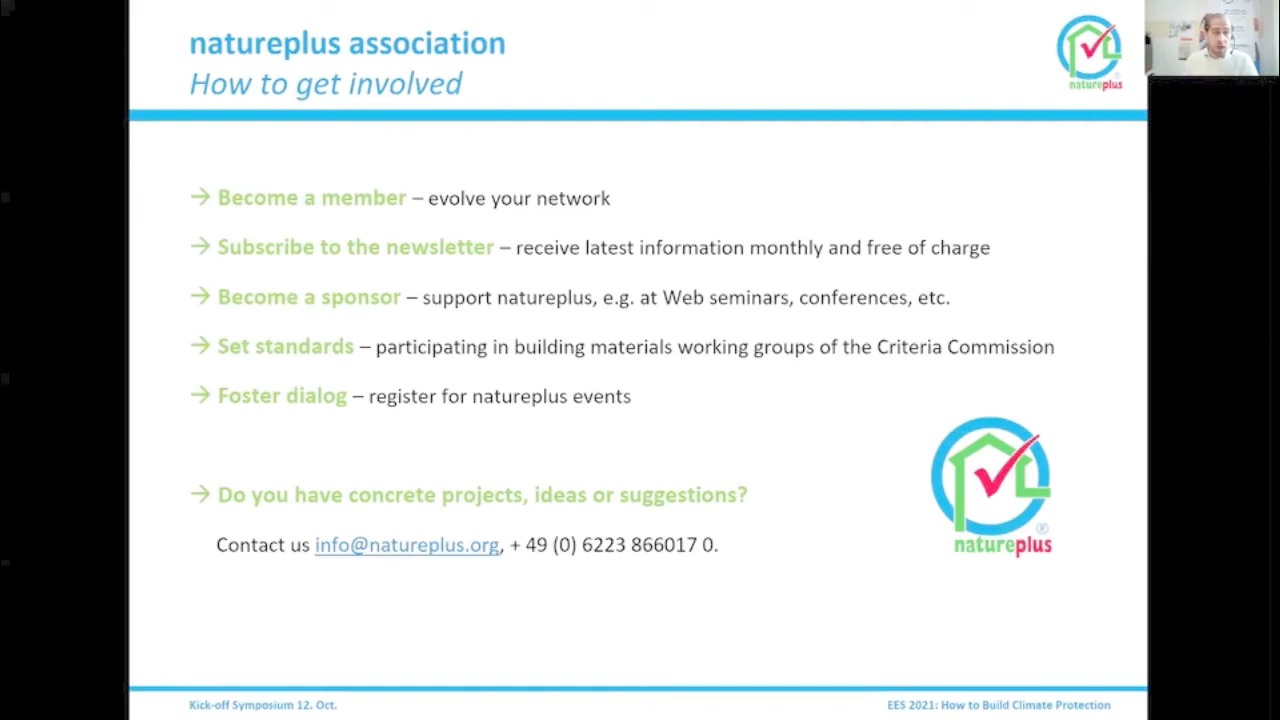 natureplus association
How to get involved
natureplus
→ Become a member – evolve your network
→ Subscribe to the newsletter – receive latest information monthly and free of charge
→ Become a sponsor – support natureplus, e.g. at Web seminars, conferences, etc.
→ Set standards – participating in building materials working groups of the Criteria Commission
→ Foster dialog – register for natureplus events
→ Do you have concrete projects, ideas or suggestions?
Contact us info@natureplus.org, + 49 (0) 6223 866017 0.
®
natureplus
Kick-off Symposium 12. Oct.
EES 2021: How to Build Climate Protection